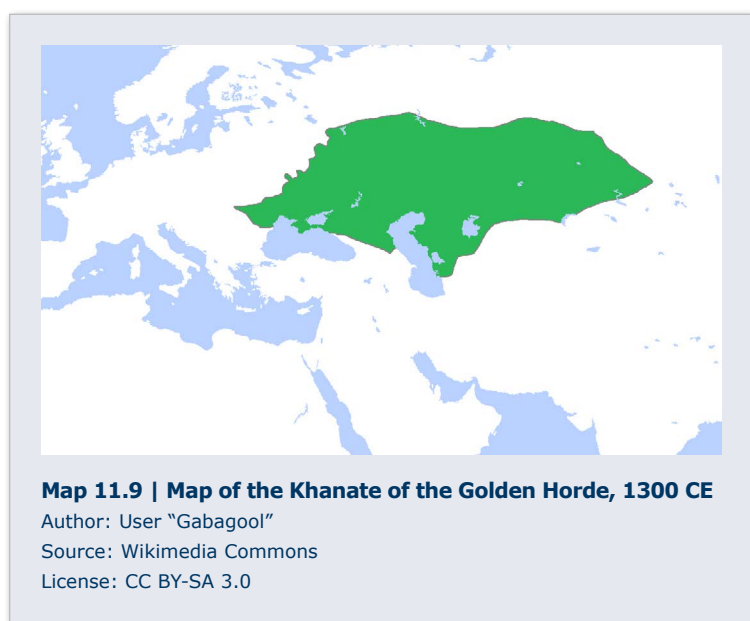 Map 11.9 | Map of the Khanate of the Golden Horde, 1300 CE
Author: User “Gabagool”
Source: Wikimedia Commons
License: CC BY-SA 3.0